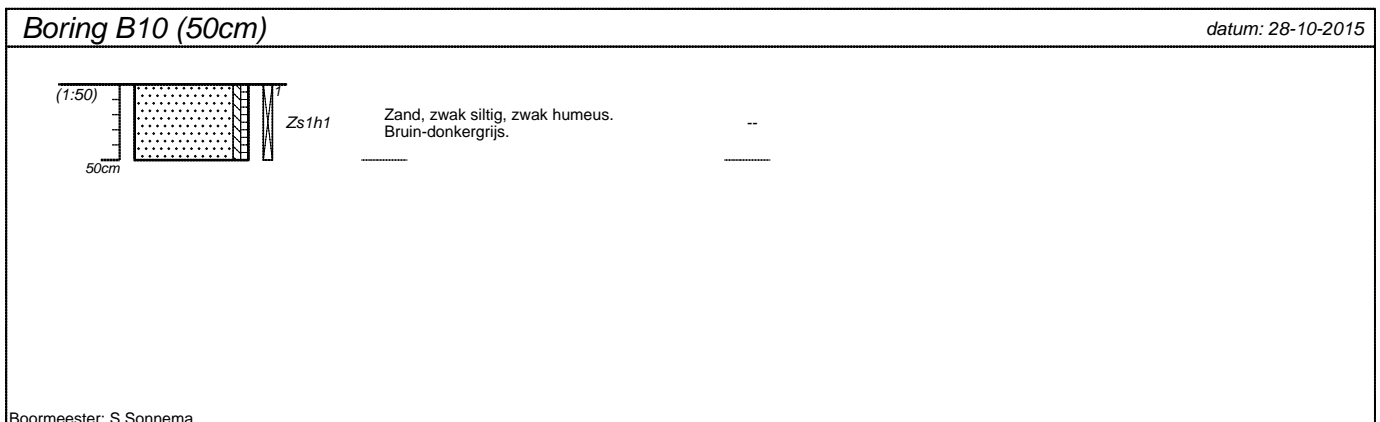 Boring B10 (50cm)
datum: 28-10-2015
(1:50)
1
Zs1h1
Zand, zwak siltig, zwak humeus.
Bruin-donkergrijs.
--
50cm
Boormeester: S.Sonnema